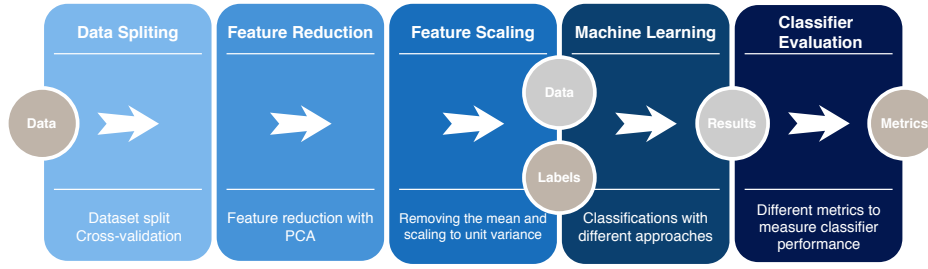 Data Spliting
Feature Reduction
Feature Scaling
Machine Learning
Classifier
Evaluation
Data
Data
Labels
Results
Metrics
Dataset split
Cross-validation
Feature reduction with
PCA
Removing the mean and
scaling to unit variance
Classifications with
different approaches
Different metrics to
measure classifier
performance